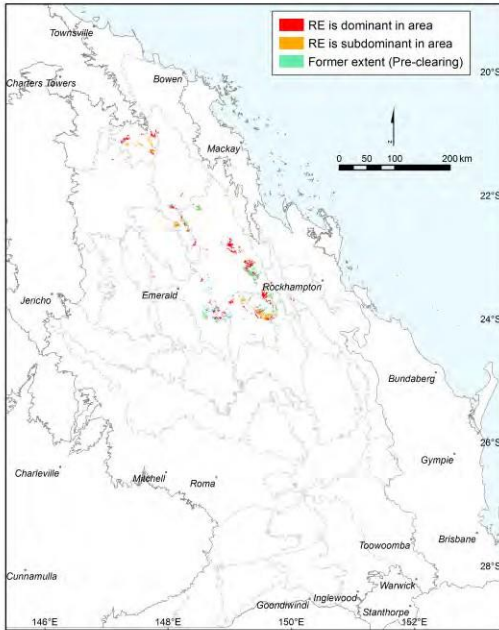 RE is dominant in area
RE is subdominant in area
Former extent (Pre-clearing)
Townsville
20°S
Bowen
Charters Towers
Mackay
0 50 100 200 km
22°S
Rockhampton
Emerald
Jericho
24°S
Bundaberg
26°S
Gympie
Charleville
Mitchell
Roma
Brisbane
Toowoomba
28°S
Cunnamulla
Warwick
Inglewood
Goondiwindi
Stanthorpe
146°E 148°E 150°E 152°E